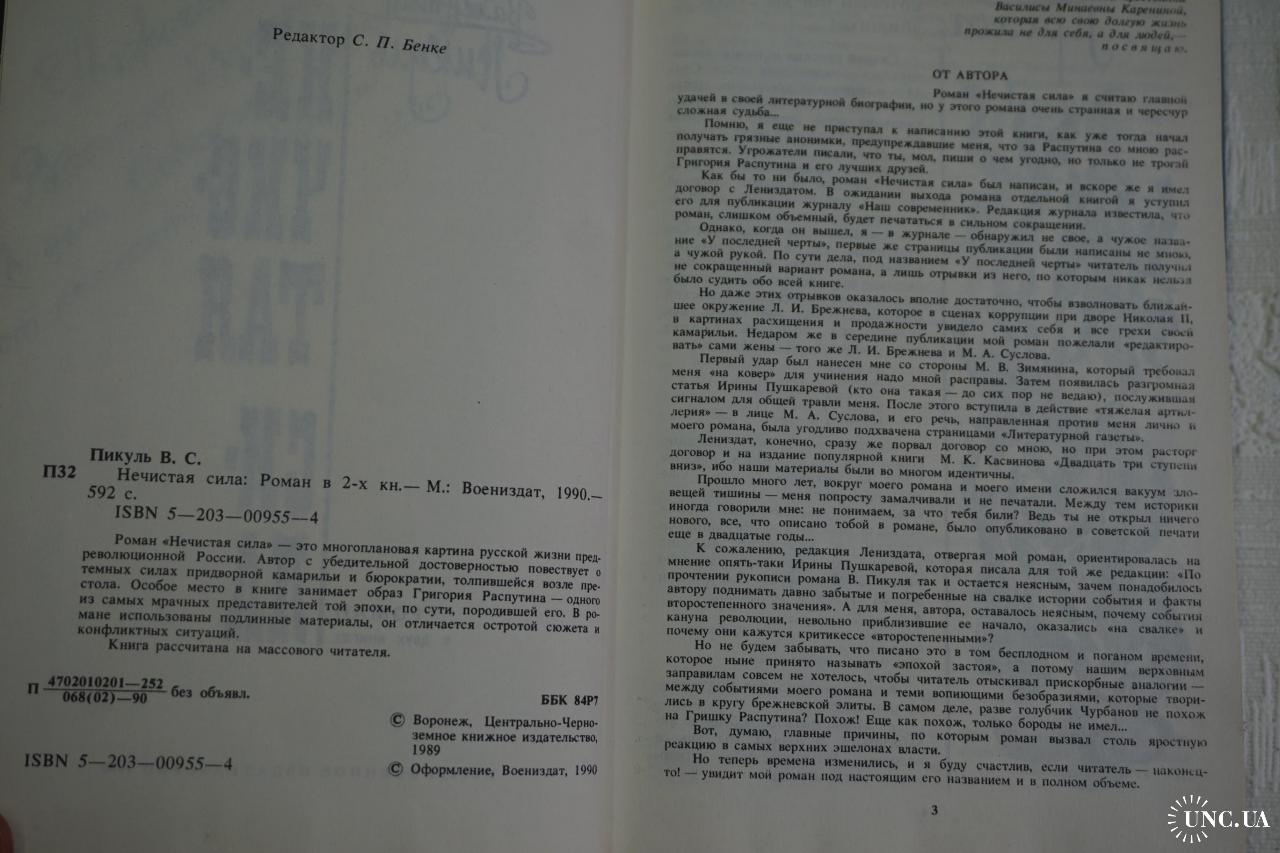 Редактор С. П. Бенке
Пикуль В. С.
П32 Нечистая сила: Роман в 2-х кн.— М.: Воениздат, 1990.—
592 с.
ISBN 5—203—00955—4
Роман «Нечистая сила» — это многоплановая картина русской жизни пред-
революционной России. Автор с убедительной достоверностью повествует о
темных силах придворной камарильи и бюрократии, толпившейся возле пре-
стола. Особое место в книге занимает образ Григория Распутина — одного
из самых мрачных представителей той эпохи, по сути, породившей его. В ро-
мане использованы подлинные материалы, он отличается остротой сюжета и
конфликтных ситуаций.
Книга рассчитана на массового читателя.
П 4702010201—252
068(02)—90 без объявл.
ББК 84Р7
© Воронеж, Центрально-Черно-
земное книжное издательство,
1989
ISBN 5—203—00955—4
© Оформление, Воениздат, 1990
Василисы Минаевны Карениной,
которая всю свою долгую жизнь
прожила не для себя, а для людей,—
посвящаю.
ОТ АВТОРА
Роман «Нечистая сила» я считаю главной
удачей в своей литературной биографии, но у этого романа очень странная и чересчур
сложная судьба...
Помню, я еще не приступал к написанию этой книги, как уже тогда начал
получать грязные анонимки, предупреждавшие меня, что за Распутина со мною рас-
правятся. Угрожатели писали, что ты, мол, пиши о чем угодно, но только не трогай
Григория Распутина и его лучших друзей.
Как бы то ни было, роман «Нечистая сила» был написан, и вскоре же я имел
договор с Лениздатом. В ожидании выхода романа отдельной книгой я уступил
его для публикации журналу «Наш современник». Редакция журнала известила, что
роман, слишком объемный, будет печататься в сильном сокращении.
Однако, когда он вышел, я — в журнале — обнаружил не свое, а чужое назва-
ние «У последней черты», первые же страницы публикации были написаны не мною,
а чужой рукой. По сути дела, под названием «У последней черты» читатель получил
не сокращенный вариант романа, а лишь отрывки из него, по которым никак нельзя
было судить обо всей книге.
Но даже этих отрывков оказалось вполне достаточно, чтобы взволновать ближай-
шее окружение Л. И. Брежнева, которое в сценах коррупции при дворе Николая II,
в картинах расхищения и продажности увидело самих себя и все грехи своей
камарильи. Недаром же в середине публикации мой роман пожелали «редактиро-
вать» сами жены — того же Л. И. Брежнева и М. А. Суслова.
Первый удар был нанесен мне со стороны М. В. Зимянина, который требовал
меня «на ковер» для учинения надо мной расправы. Затем появилась разгромная
статья Ирины Пушкаревой (кто она такая — до сих пор не ведаю), послужившая
сигналом для общей травли меня. После этого вступила в действие «тяжелая артил-
лерия» — в лице М. А. Суслова, и его речь, направленная против меня лично и
моего романа, была угодливо подхвачена страницами «Литературной газеты».
Лениздат, конечно, сразу же порвал договор со мною, но при этом расторг
договор и на издание популярной книги М. К. Касвинова «Двадцать три ступени
вниз», ибо наши материалы были во многом идентичны.
Прошло много лет, вокруг моего романа и моего имени сложился вакуум зло-
вещей тишины — меня попросту замалчивали и не печатали. Между тем историки
иногда говорили мне: не понимаем, за что тебя били? Ведь ты не открыл ничего
нового, все, что описано тобой в романе, было опубликовано в советской печати
еще в двадцатые годы...
К сожалению, редакция Лениздата, отвергая мой роман, ориентировалась на
мнение опять-таки Ирины Пушкаревой, которая писала для той же редакции: «По
прочтении рукописи романа В. Пикуля так и остается неясным, зачем понадобилось
автору поднимать давно забытые и погребенные на свалке истории события и факты
второстепенного значения». А для меня, автора, оставалось неясным, почему события
кануна революции, невольно приблизившие ее начало, оказались «на свалке» и
почему они кажутся критикессе «второстепенными»?
Но не будем забывать, что писано это в том бесплодном и поганом времени,
которое ныне принято называть «эпохой застоя», а потому нашим верховным
заправилам совсем не хотелось, чтобы читатель отыскивал прискорбные аналогии —
между событиями моего романа и теми вопиющими безобразиями, которые твори-
лись в кругу брежневской элиты. В самом деле, разве голубчик Чурбанов не похож
на Гришку Распутина? Похож! Еще как похож, только бороды не имел...
Вот, думаю, главные причины, по которым роман вызвал столь яростную
реакцию в самых верхних эшелонах власти.
Но теперь времена изменились, и я буду счастлив, если читатель — наконец-
то! — увидит мой роман под настоящим его названием и в полном объеме.
3
UNC.UA